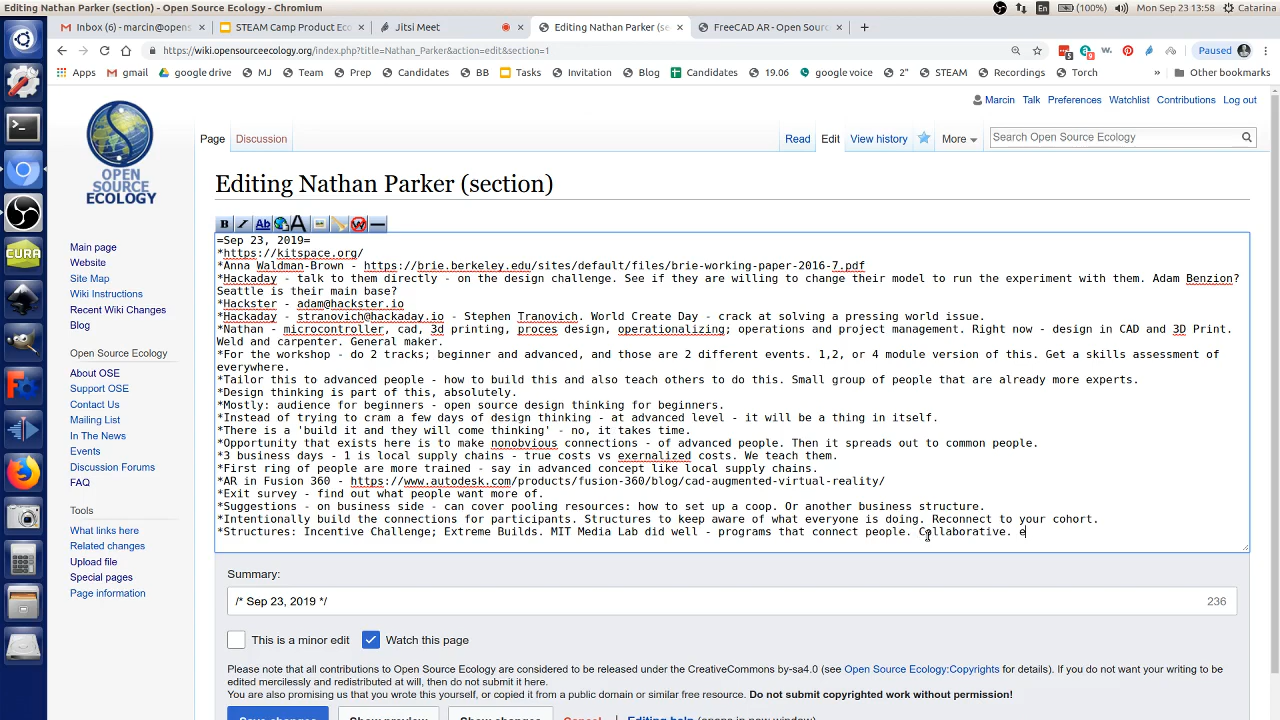 Editing Nathan Parker (section) - Open Source Ecology - Chromium
En (100%) Mon Sep 23 13:58 Catarina
Inbox (6) - marcin@opens
STEAM Camp Product Ec
Jitsi Meet
Editing Nathan Parker (se
FreeCAD AR - Open Sourc
https://wiki.opensourceecology.org/index.php?title=Nathan_Parker&action=edit&section=1
Paused
Apps gmail google drive MJ Team Prep Candidates BB Tasks Invitation Blog Candidates 19.06 google voice 2" STEAM Recordings Torch » Other bookmarks
Marcin Talk Preferences Watchlist Contributions Log out
Page Discussion Read Edit View history More Search Open Source Ecology
OPEN
SOURCE
ECOLOGY
Editing Nathan Parker (section)
Main page
Website
Site Map
Wiki Instructions
Recent Wiki Changes
Blog
Open Source Ecology
About OSE
Support OSE
Contact Us
Mailing List
In The News
Events
Discussion Forums
FAQ
Tools
What links here
Related changes
Upload file
Special pages
Page information
B I Ab A W
=Sep 23, 2019=
*https://kitspace.org/
*Anna Waldman-Brown - https://brie.berkeley.edu/sites/default/files/brie-working-paper-2016-7.pdf
*Hackaday - talk to them directly - on the design challenge. See if they are willing to change their model to run the experiment with them. Adam Benzion?
Seattle is their main base?
*Hackster - adam@hackster.io
*Hackaday - stranovich@hackaday.io - Stephen Tranovich. World Create Day - crack at solving a pressing world issue.
*Nathan - microcontroller, cad, 3d printing, proces design, operationalizing; operations and project management. Right now - design in CAD and 3D Print.
Weld and carpenter. General maker.
*For the workshop - do 2 tracks; beginner and advanced, and those are 2 different events. 1,2, or 4 module version of this. Get a skills assessment of
everywhere.
*Tailor this to advanced people - how to build this and also teach others to do this. Small group of people that are already more experts.
*Design thinking is part of this, absolutely.
*Mostly: audience for beginners - open source design thinking for beginners.
*Instead of trying to cram a few days of design thinking - at advanced level - it will be a thing in itself.
*There is a 'build it and they will come thinking' - no, it takes time.
*Opportunity that exists here is to make nonobvious connections - of advanced people. Then it spreads out to common people.
*3 business days - 1 is local supply chains - true costs vs exernalized costs. We teach them.
*First ring of people are more trained - say in advanced concept like local supply chains.
*AR in Fusion 360 - https://www.autodesk.com/products/fusion-360/blog/cad-augmented-virtual-reality/
*Exit survey - find out what people want more of.
*Suggestions - on business side - can cover pooling resources: how to set up a coop. Or another business structure.
*Intentionally build the connections for participants. Structures to keep aware of what everyone is doing. Reconnect to your cohort.
*Structures: Incentive Challenge; Extreme Builds. MIT Media Lab did well - programs that connect people. Collaborative. e
Summary:
/* Sep 23, 2019 */ 236
This is a minor edit Watch this page
Please note that all contributions to Open Source Ecology are considered to be released under the CreativeCommons by-sa4.0 (see Open Source Ecology:Copyrights for details). If you do not want your writing to be
edited mercilessly and redistributed at will, then do not submit it here.
You are also promising us that you wrote this yourself, or copied it from a public domain or similar free resource. Do not submit copyrighted work without permission!
Save changes Show preview Show changes Cancel Editing help (opens in new window)
CURA